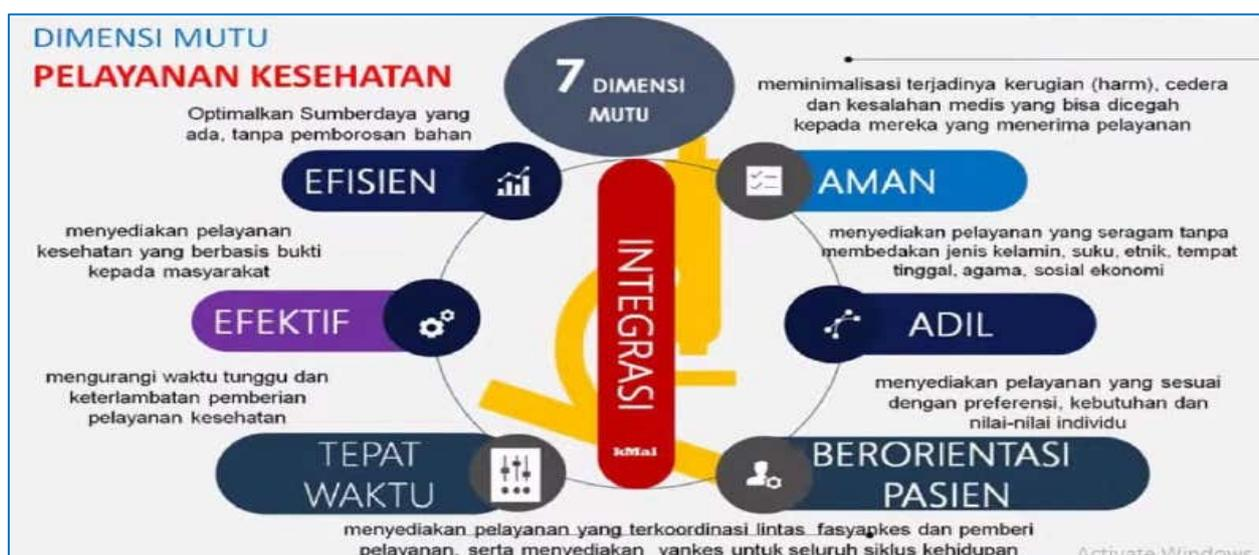 DIMENSI MUTU
PELAYANAN KESEHATAN
7 DIMENSI
MUTU
Optimalkan Sumberdaya yang
ada, tanpa pemborosan bahan
EFISIEN
menyediakan pelayanan
kesehatan yang berbasis bukti
kepada masyarakat
EFEKTIF
mengurangi waktu tunggu dan
keterlambatan pemberian
pelayanan kesehatan
TEPAT
WAKTU
INTEGRASI
kMal
meminimalisasi terjadinya kerugian (harm), cedera
dan kesalahan medis yang bisa dicegah
kepada mereka yang menerima pelayanan
AMAN
menyediakan pelayanan yang seragam tanpa
membedakan jenis kelamin, suku, etnik, tempat
tinggal, agama, sosial ekonomi
ADIL
menyediakan pelayanan yang sesuai
dengan preferensi, kebutuhan dan
nilai-nilai individu
BERORIENTASI
PASIEN
menyediakan pelayanan yang terkoordinasi lintas fasyankes dan pemberi
pelayanan, serta menyediakan yankes untuk seluruh siklus kehidupan
Activate Windows